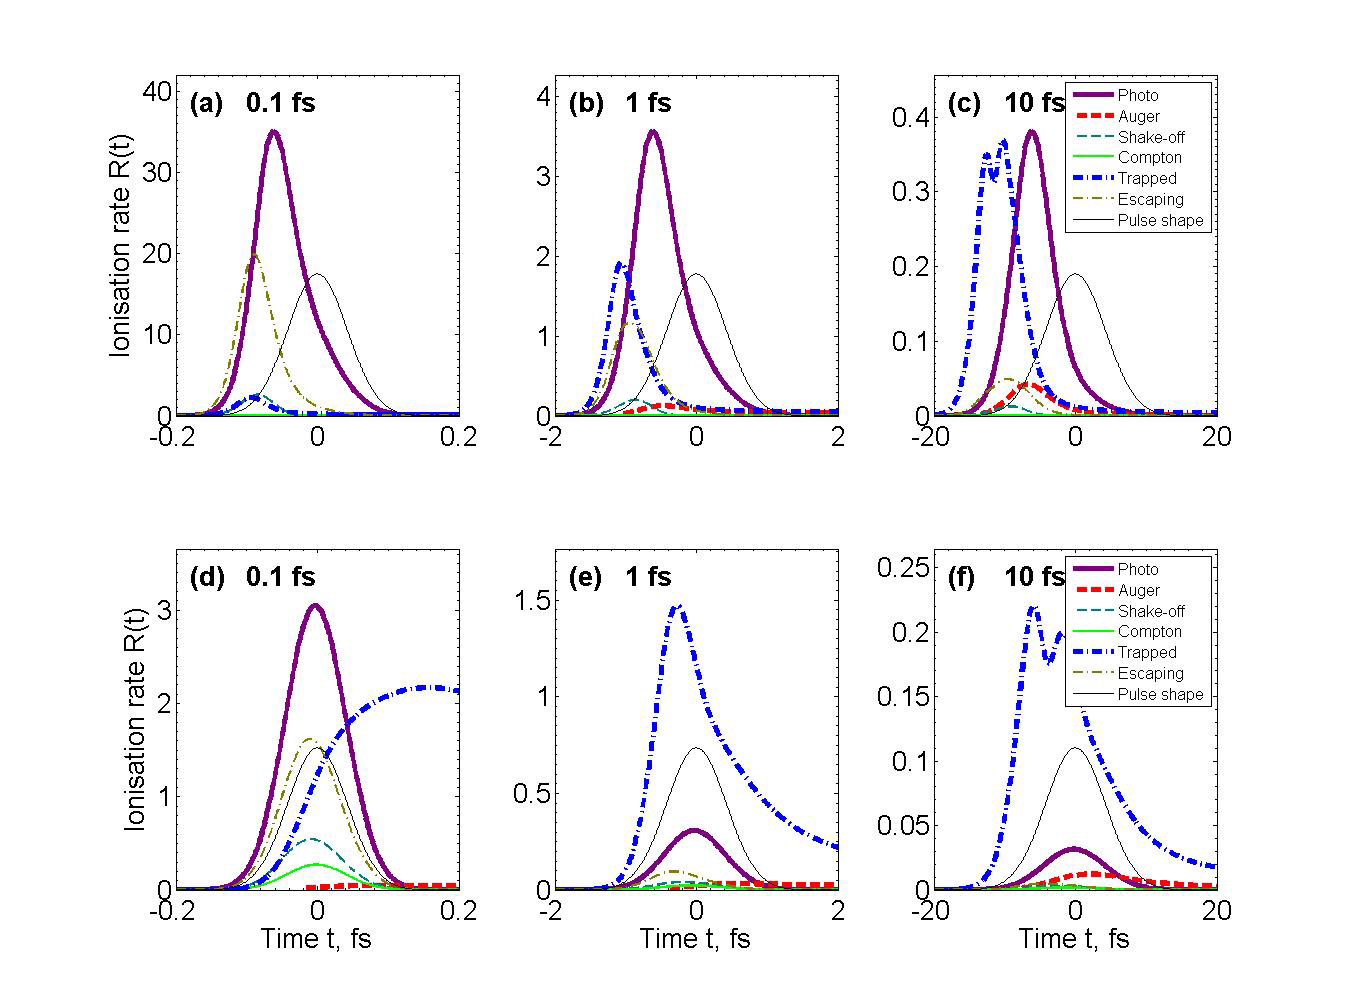 (a) 0.1 fs
40
30
20
10
0
-0.2 0 0.2
Ionisation rate R(t)
(b) 1 fs
4
3
2
1
0
-2 0 2
(c) 10 fs
0.4
0.3
0.2
0.1
0
-20 0 20
Photo
Auger
Shake-off
Compton
Trapped
Escaping
Pulse shape
(d) 0.1 fs
3
2
1
0
-0.2 0 0.2
Ionisation rate R(t)
Time t, fs
(e) 1 fs
1.5
1
0.5
0
-2 0 2
Time t, fs
(f) 10 fs
0.25
0.2
0.15
0.1
0.05
0
-20 0 20
Time t, fs
Photo
Auger
Shake-off
Compton
Trapped
Escaping
Pulse shape